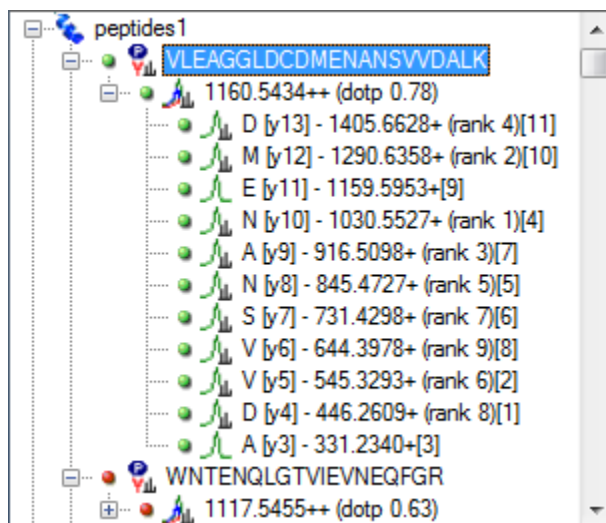 peptides1
VLEAGGLDCDMENANSVVDALK
1160.5434++ (dotp 0.78)
D [y13] - 1405.6628+ (rank 4)[11]
M [y12] - 1290.6358+ (rank 2)[10]
E [y11] - 1159.5953+[9]
N [y10] - 1030.5527+ (rank 1)[4]
A [y9] - 916.5098+ (rank 3)[7]
N [y8] - 845.4727+ (rank 5)[5]
S [y7] - 731.4298+ (rank 7)[6]
V [y6] - 644.3978+ (rank 9)[8]
V [y5] - 545.3293+ (rank 6)[2]
D [y4] - 446.2609+ (rank 8)[1]
A [y3] - 331.2340+[3]
WNTENQLGTVIEVNEQFGR
1117.5455++ (dotp 0.63)